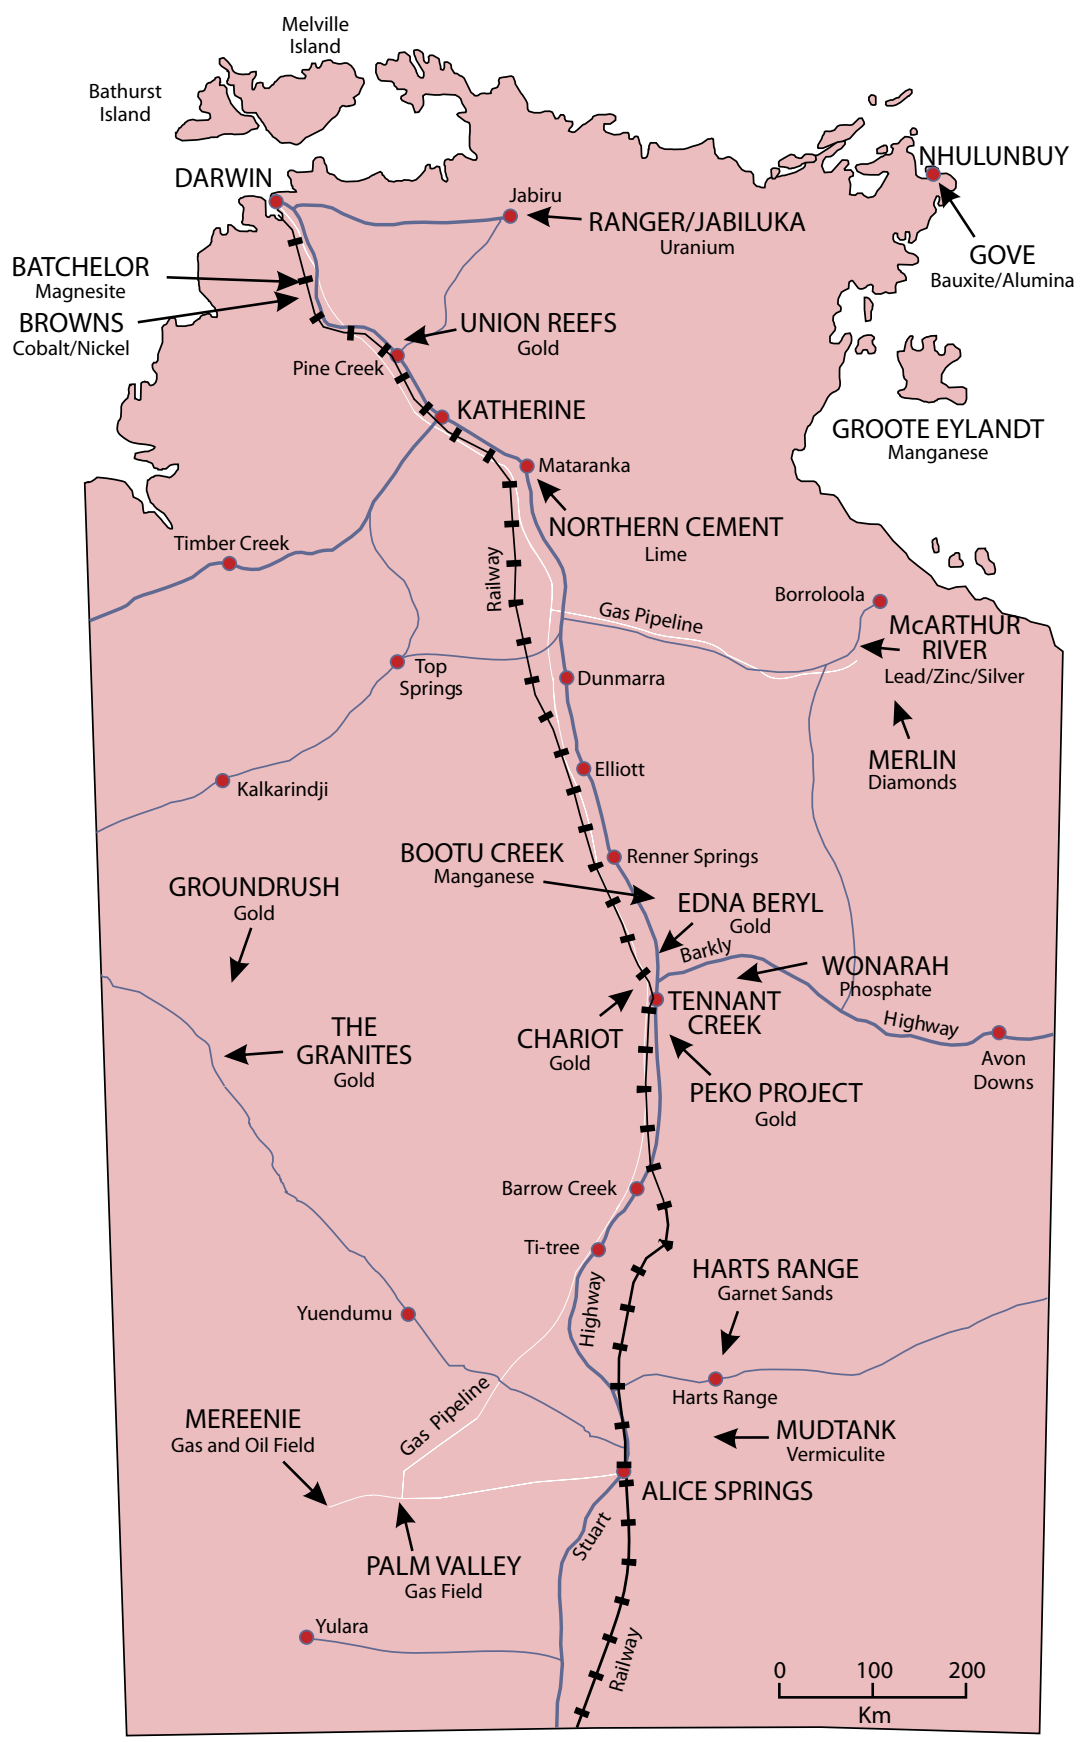 Melville
Island
Bathurst
Island
DARWIN
NHULUNBUY
Jabiru
RANGER/JABILUKA
Uranium
GOVE
Bauxite/Alumina
BATCHELOR
Magnesite
BROWNS
Cobalt/Nickel
UNION REEFS
Gold
Pine Creek
KATHERINE
GROOTE EYLANDT
Manganese
Mataranka
NORTHERN CEMENT
Lime
Timber Creek
Railway
Borroloola
Gas Pipeline
McARTHUR
RIVER
Lead/Zinc/Silver
Top
Springs
Dunmarra
MERLIN
Diamonds
Elliott
Kalkarindji
BOOTU CREEK
Manganese
Renner Springs
GROUNDRUSH
Gold
EDNA BERYL
Gold
Barkly
WONARAH
Phosphate
TENNANT
CREEK
Highway
CHARIOT
Gold
THE
GRANITES
Gold
Avon
Downs
PEKO PROJECT
Gold
Barrow Creek
Ti-tree
HARTS RANGE
Garnet Sands
Highway
Yuendumu
Harts Range
Gas Pipeline
MEREENIE
Gas and Oil Field
MUDTANK
Vermiculite
ALICE SPRINGS
Stuart
PALM VALLEY
Gas Field
Yulara
Railway
0 100 200
Km